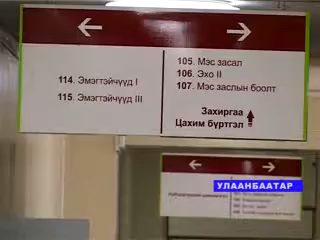 114. Эмэгтэйчүүд I
115. Эмэгтэйчүүд III
105. Мэс засал
106. Эхо II
107. Мэс заслын боолт
Захиргаа
Цахим бүртгэл
УЛААНБААТАР